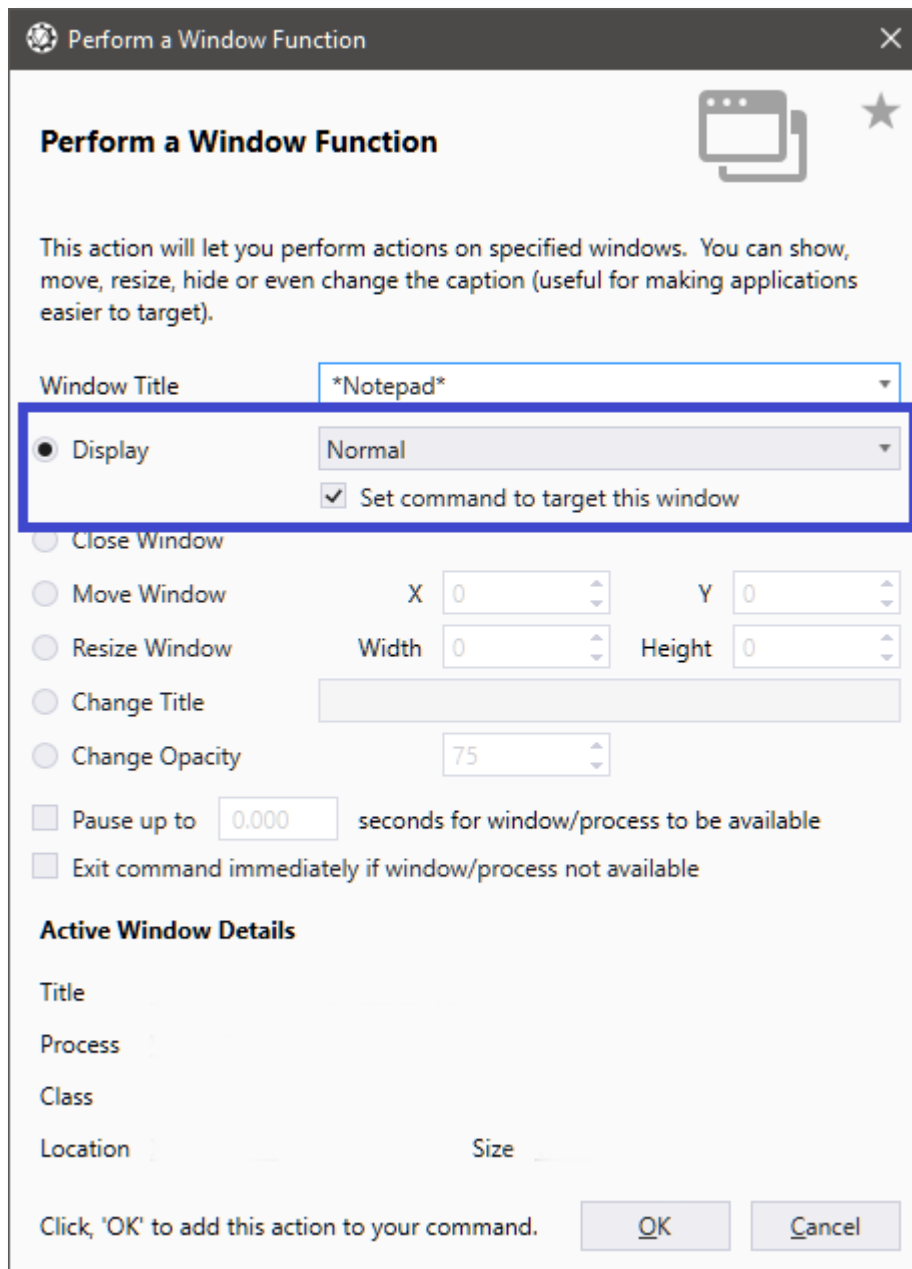 Perform a Window Function
Perform a Window Function
This action will let you perform actions on specified windows.  You can show,
move, resize, hide or even change the caption (useful for making applications
easier to target).
Window Title *Notepad*
Display Normal
Set command to target this window
Close Window
Move Window X 0 Y 0
Resize Window Width 0 Height 0
Change Title
Change Opacity 75
Pause up to 0.000 seconds for window/process to be available
Exit command immediately if window/process not available
Active Window Details
Title
Process
Class
Location Size
Click, 'OK' to add this action to your command. OK Cancel